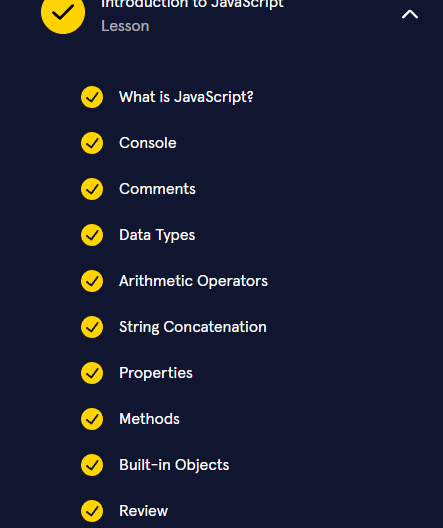 Introduction to JavaScript
Lesson
What is JavaScript?
Console
Comments
Data Types
Arithmetic Operators
String Concatenation
Properties
Methods
Built-in Objects
Review